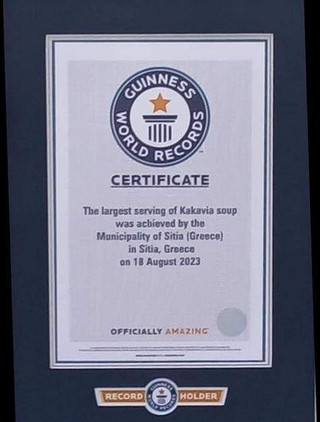 GUINNESS
WORLD RECORDS
CERTIFICATE
The largest serving of Kakavia soup
was achieved by the
Municipality of Sitia (Greece)
in Sitia, Greece
on 18 August 2023
OFFICIALLY AMAZING
RECORD HOLDER